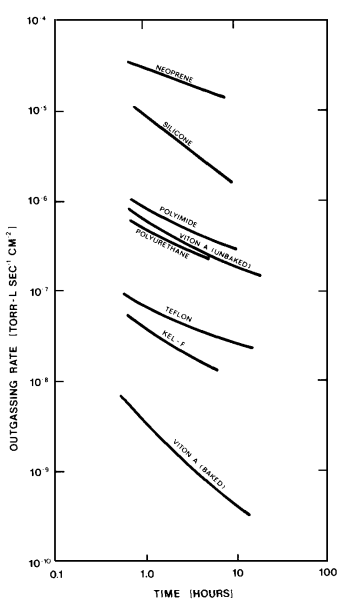 10⁻⁴
10⁻⁵
10⁻⁶
10⁻⁷
10⁻⁸
10⁻⁹
10⁻¹⁰
OUTGASSING RATE [TORR-L SEC⁻¹ CM⁻²]
NEOPRENE
SILICONE
POLYIMIDE
VITON A (UNBAKED)
POLYURETHANE
TEFLON
KEL-F
VITON A (BAKED)
0.1
1.0
10
100
TIME [HOURS]